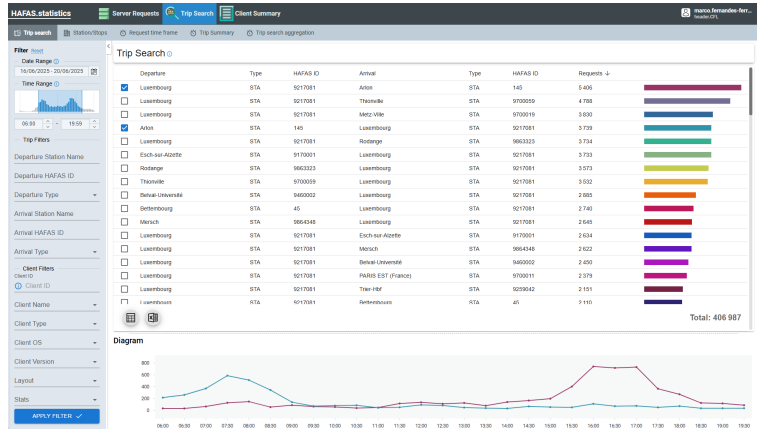 HAFAS.statistics Server Requests Trip Search Client Summary marco.fernandes-ferr...
header.CFL
Trip search Station/Stops Request time frame Trip Summary Trip search aggregation
Filter Reset
Date Range
16/06/2025 - 20/06/2025
Time Range
06:00 - 19:59
Trip Filters
Departure Station Name
Departure HAFAS ID
Departure Type
Arrival Station Name
Arrival HAFAS ID
Arrival Type
Client Filters
Client ID
Client ID
Client Name
Client Type
Client OS
Client Version
Layout
Stats
APPLY FILTER
Trip Search
Departure Type HAFAS ID Arrival Type HAFAS ID Requests ↓
Luxembourg STA 9217081 Arlon STA 145 5 406
Luxembourg STA 9217081 Thionville STA 9700059 4 788
Luxembourg STA 9217081 Metz-Ville STA 9700019 3 830
Arlon STA 145 Luxembourg STA 9217081 3 739
Luxembourg STA 9217081 Rodange STA 9863323 3 734
Esch-sur-Alzette STA 9170001 Luxembourg STA 9217081 3 733
Rodange STA 9863323 Luxembourg STA 9217081 3 573
Thionville STA 9700059 Luxembourg STA 9217081 3 532
Belval-Université STA 9460002 Luxembourg STA 9217081 2 885
Bettembourg STA 45 Luxembourg STA 9217081 2 740
Mersch STA 9864348 Luxembourg STA 9217081 2 645
Luxembourg STA 9217081 Esch-sur-Alzette STA 9170001 2 634
Luxembourg STA 9217081 Mersch STA 9864348 2 622
Luxembourg STA 9217081 Belval-Université STA 9460002 2 450
Luxembourg STA 9217081 PARIS EST (France) STA 9700011 2 379
Luxembourg STA 9217081 Trier-Hbf STA 9259042 2 151
Luxembourg STA 9217081 Bettembourg STA 45 2 110
Total: 406 987
Diagram
800
600
400
200
0
06:00 06:30 07:00 07:30 08:00 08:30 09:00 09:30 10:00 10:30 11:00 11:30 12:00 12:30 13:00 13:30 14:00 14:30 15:00 15:30 16:00 16:30 17:00 17:30 18:00 18:30 19:00 19:30